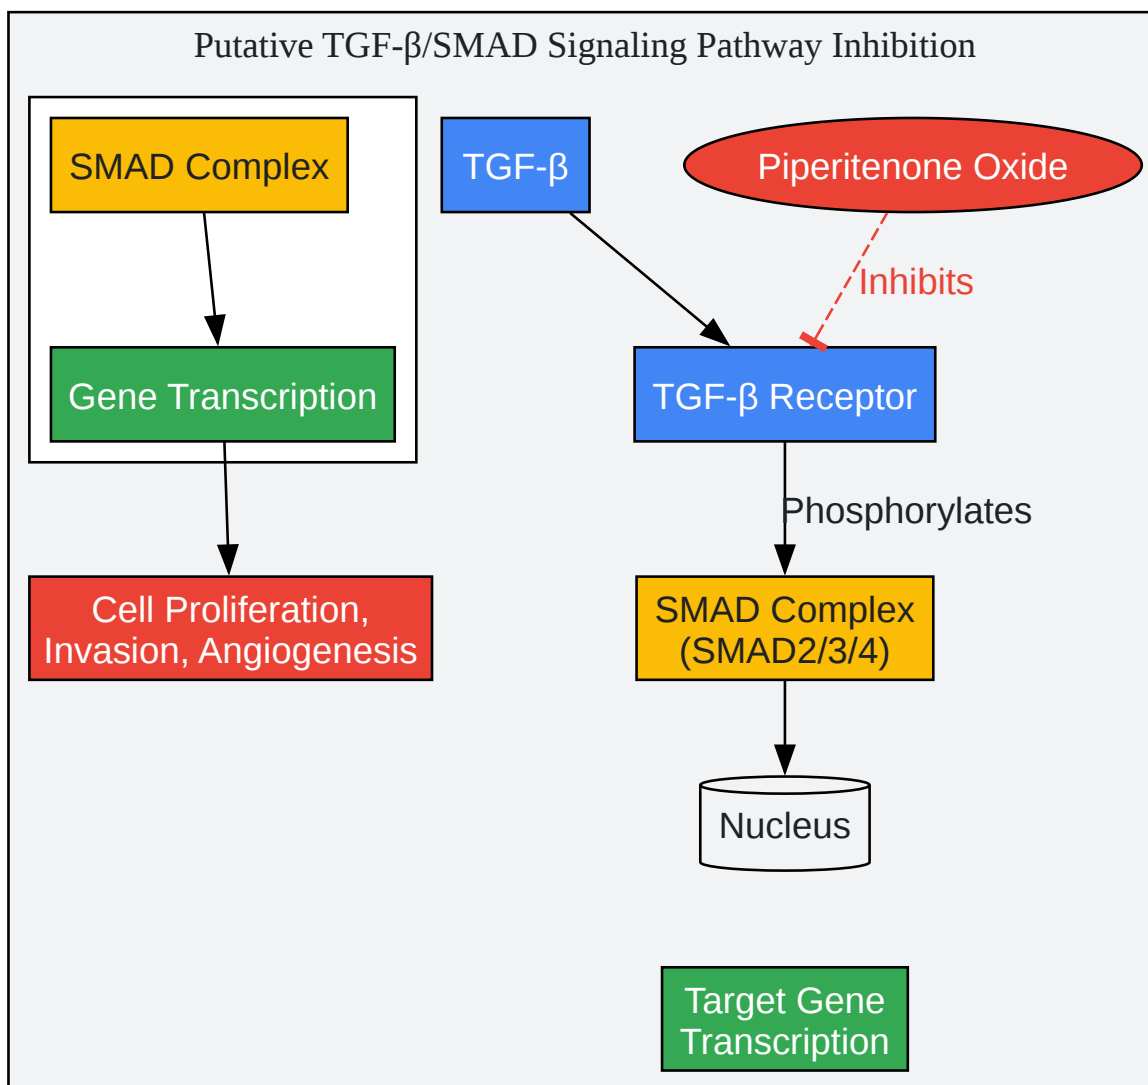 Putative TGF-β/SMAD Signaling Pathway Inhibition
SMAD Complex
TGF-β
Piperitenone Oxide
Inhibits
Gene Transcription
TGF-β Receptor
Phosphorylates
Cell Proliferation,
Invasion, Angiogenesis
SMAD Complex
(SMAD2/3/4)
Nucleus
Target Gene
Transcription